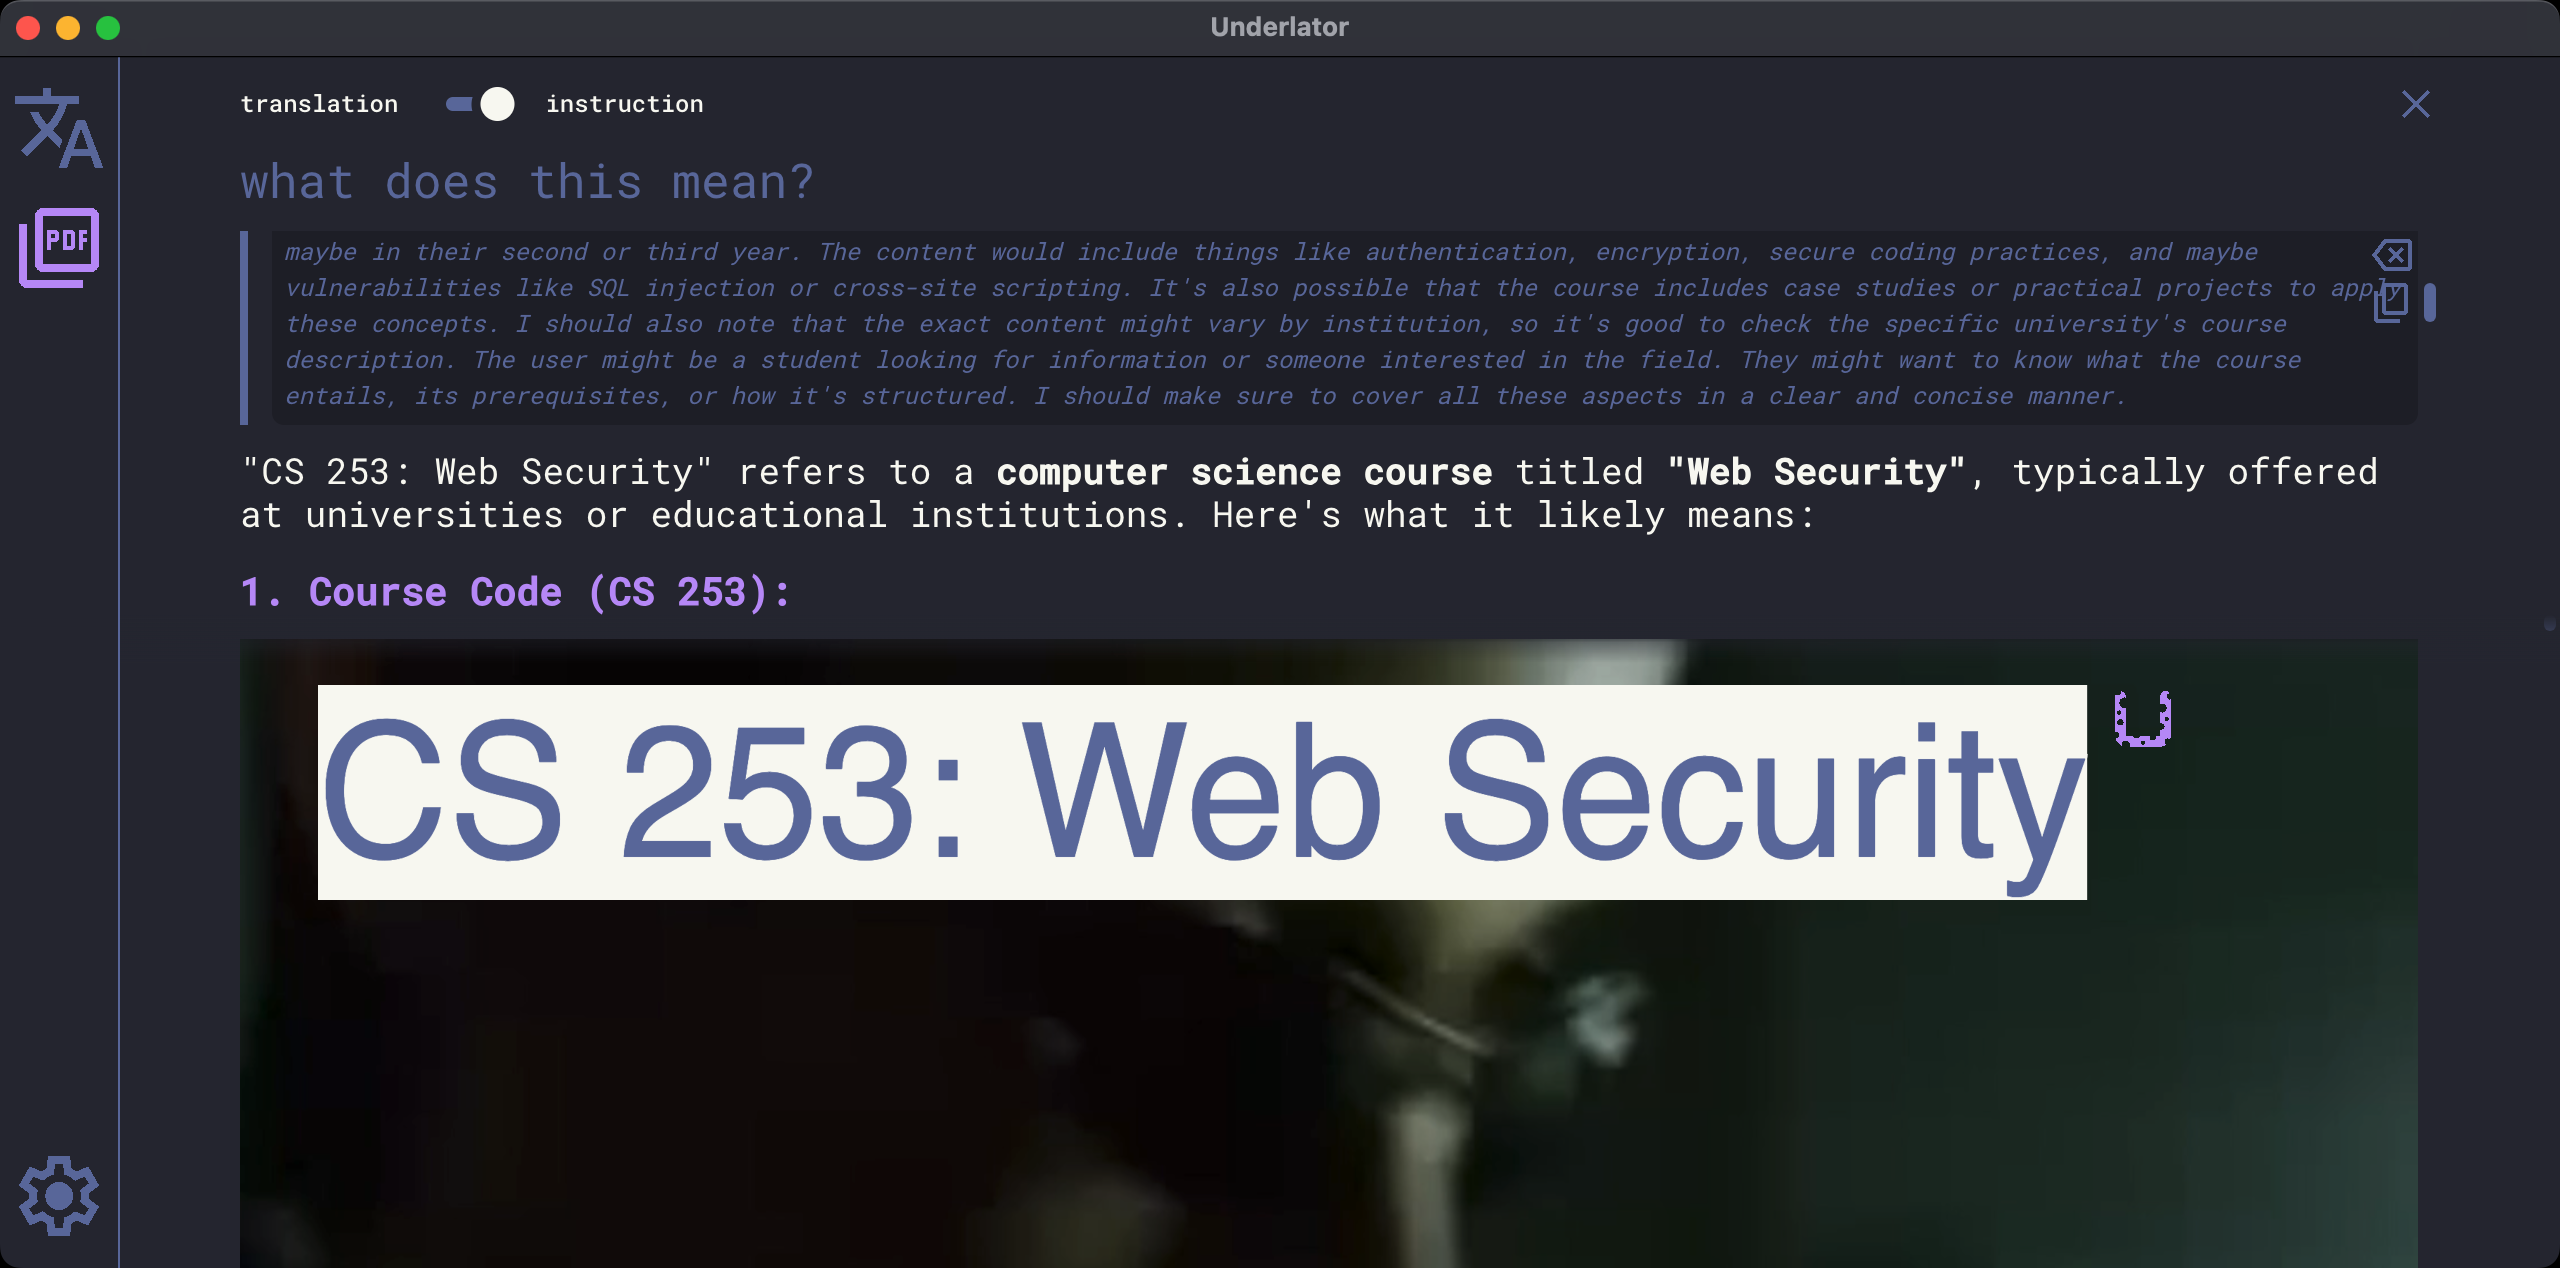 Underlator
translation instruction
what does this mean?
maybe in their second or third year. The content would include things like authentication, encryption, secure coding practices, and maybe
vulnerabilities like SQL injection or cross-site scripting. It's also possible that the course includes case studies or practical projects to apply
these concepts. I should also note that the exact content might vary by institution, so it's good to check the specific university's course
description. The user might be a student looking for information or someone interested in the field. They might want to know what the course
entails, its prerequisites, or how it's structured. I should make sure to cover all these aspects in a clear and concise manner.
"CS 253: Web Security" refers to a computer science course titled "Web Security", typically offered
at universities or educational institutions. Here's what it likely means:
1. Course Code (CS 253):
CS 253: Web Security
文A
PDF
U